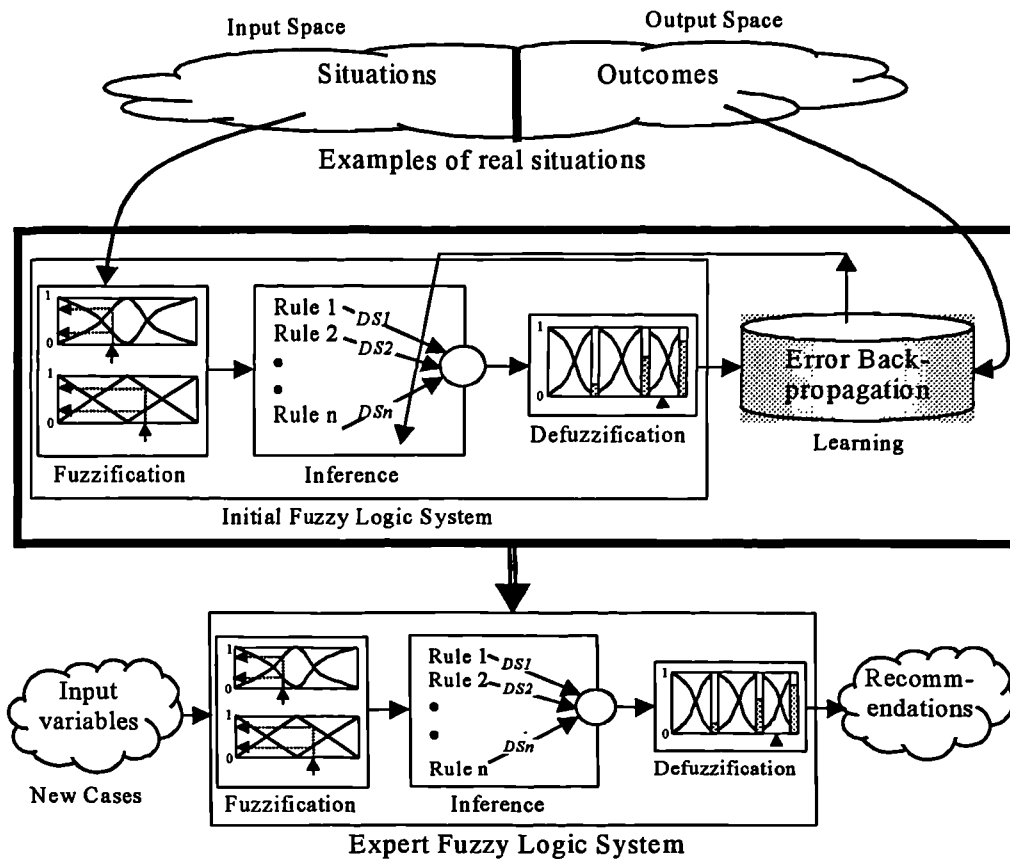 Input Space
Output Space
Situations
Outcomes
Examples of real situations
1
0
1
0
Fuzzification
Rule 1
DS1
Rule 2
DS2
Rule n
DSn
Inference
1
0
Defuzzification
Error Back-
propagation
Learning
Initial Fuzzy Logic System
Input
variables
New Cases
1
0
1
0
Fuzzification
Rule 1
DS1
Rule 2
DS2
Rule n
DSn
Inference
1
0
Defuzzification
Recomm-
endations
Expert Fuzzy Logic System